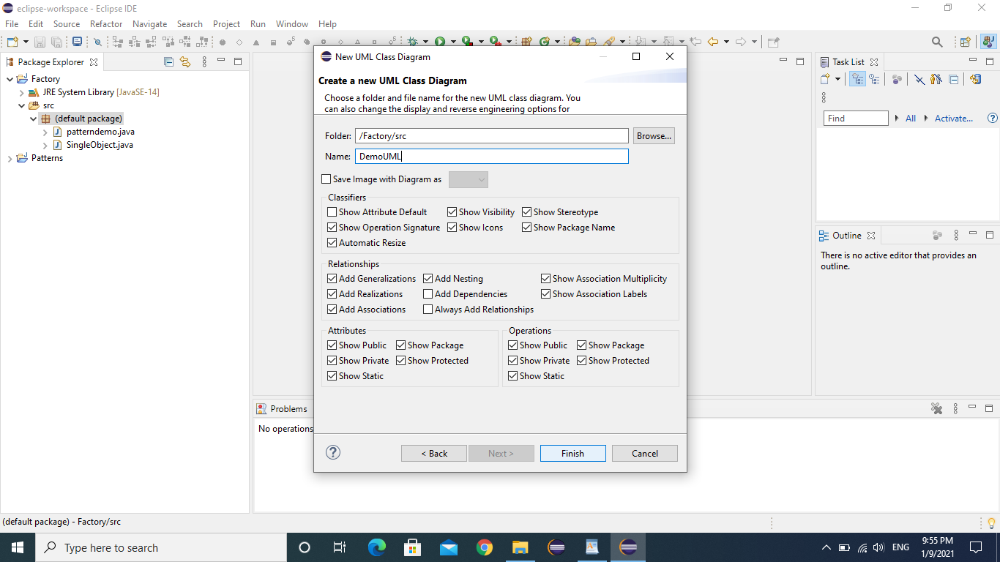 eclipse-workspace - Eclipse IDE
File Edit Source Refactor Navigate Search Project Run Window Help
Package Explorer
Factory
JRE System Library [JavaSE-14]
src
(default package)
patterndemo.java
SingleObject.java
Patterns
New UML Class Diagram
Create a new UML Class Diagram
Choose a folder and file name for the new UML class diagram. You
can also change the display and reverse engineering options for
Folder: /Factory/src Browse...
Name: DemoUML
Save Image with Diagram as
Classifiers
Show Attribute Default Show Visibility Show Stereotype
Show Operation Signature Show Icons Show Package Name
Automatic Resize
Relationships
Add Generalizations Add Nesting Show Association Multiplicity
Add Realizations Add Dependencies Show Association Labels
Add Associations Always Add Relationships
Attributes
Show Public Show Package
Show Private Show Protected
Show Static
Operations
Show Public Show Package
Show Private Show Protected
Show Static
< Back Next > Finish Cancel
Task List
Find All Activate...
Outline
There is no active editor that provides an
outline.
Problems
No operations
(default package) - Factory/src
Type here to search
ENG
9:55 PM
1/9/2021